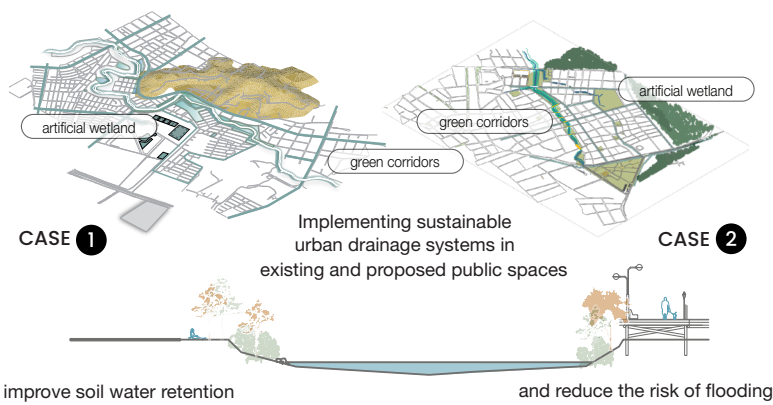 artificial wetland
green corridors
CASE 1
artificial wetland
green corridors
CASE 2
Implementing sustainable
urban drainage systems in
existing and proposed public spaces
improve soil water retention
and reduce the risk of flooding